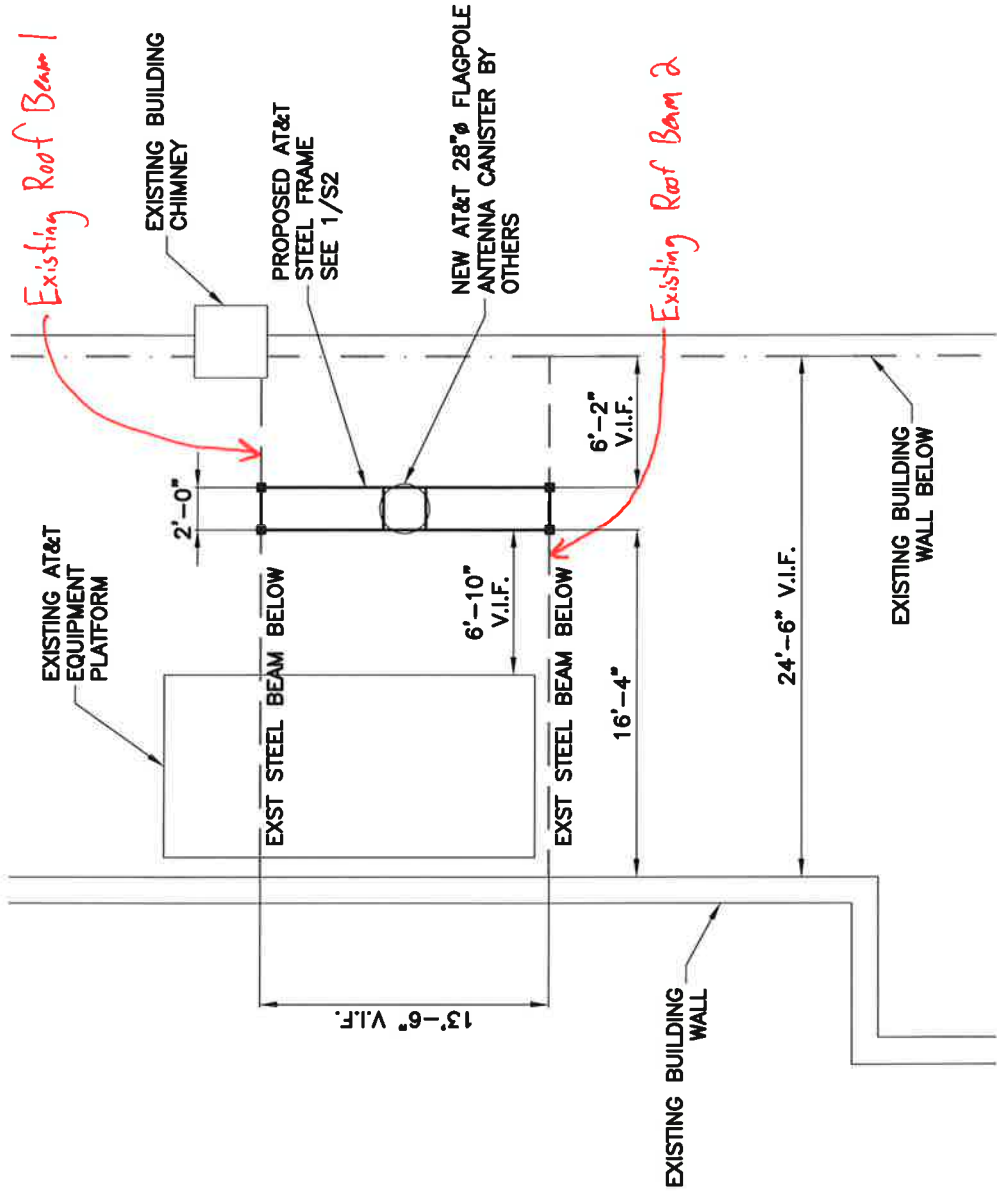 Existing Roof Beam 1
EXISTING BUILDING
CHIMNEY
EXISTING AT&T
EQUIPMENT
PLATFORM
2'-0"
PROPOSED AT&T
STEEL FRAME
SEE 1/S2
EXST STEEL BEAM BELOW
NEW AT&T 28"ø FLAGPOLE
ANTENNA CANISTER BY
OTHERS
Existing Roof Beam 2
6'-10"
V.I.F.
6'-2"
V.I.F.
EXST STEEL BEAM BELOW
16'-4"
13'-6" V.I.F.
24'-6" V.I.F.
EXISTING BUILDING
WALL BELOW
EXISTING BUILDING
WALL